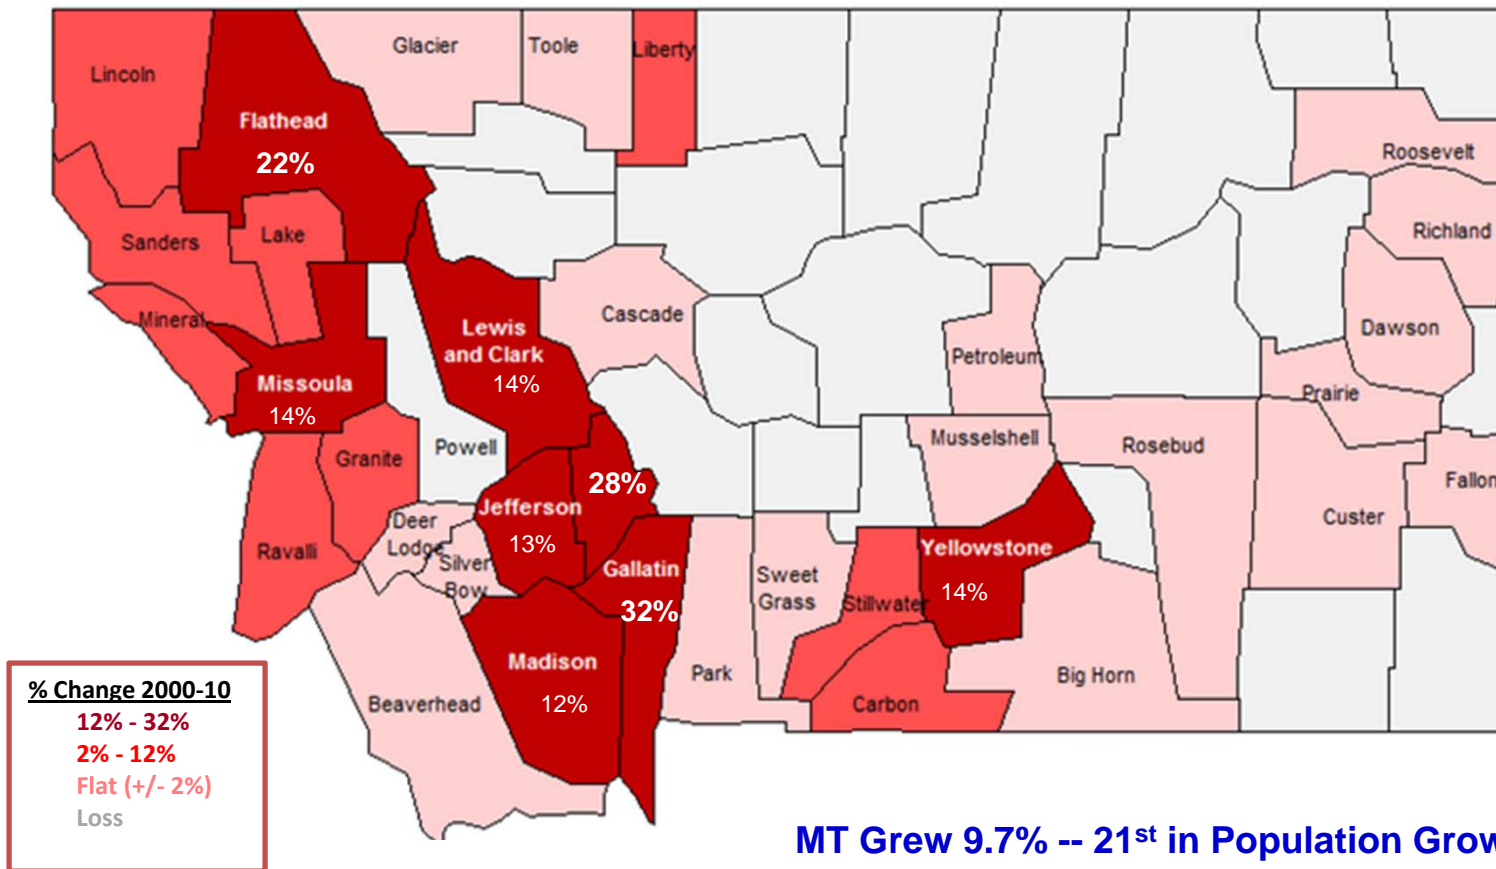 Glacier
Toole
Liberty
Lincoln
Flathead
22%
Roosevelt
Sanders
Lake
Richland
Mineral
Cascade
Lewis
and Clark
14%
Dawson
Petroleum
Missoula
14%
Prairie
Granite
Powell
Musselshell
Rosebud
28%
Fallon
Jefferson
13%
Deer
Lodge
Custer
Ravalli
Silver
Bow
Gallatin
32%
Sweet
Grass
Stillwater
Yellowstone
14%
Madison
12%
Park
Big Horn
Beaverhead
Carbon
% Change 2000-10
12% - 32%
2% - 12%
Flat (+/- 2%)
Loss
MT Grew 9.7% -- 21st in Population Grow